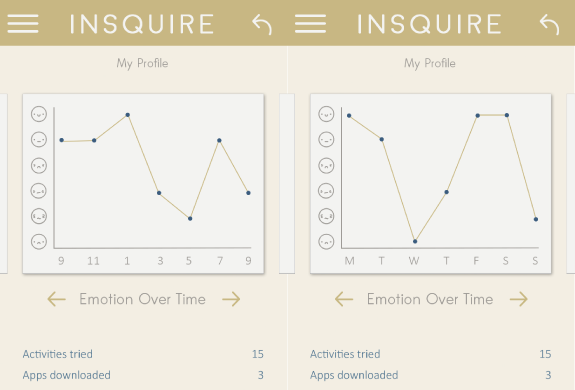 INSQUIRE
My Profile
9 11 1 3 5 7 9
Emotion Over Time
Activities tried 15
Apps downloaded 3
INSQUIRE
My Profile
M T W T F S S
Emotion Over Time
Activities tried 15
Apps downloaded 3